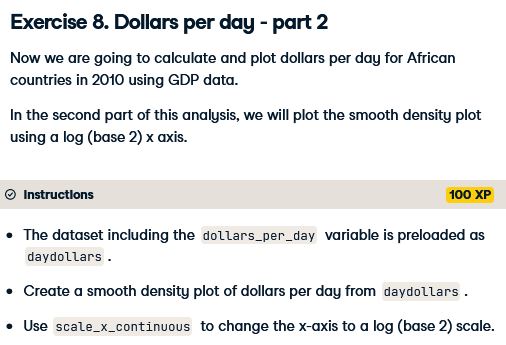 Exercise 8. Dollars per day - part 2
Now we are going to calculate and plot dollars per day for African
countries in 2010 using GDP data.
In the second part of this analysis, we will plot the smooth density plot
using a log (base 2) x axis.
Instructions 100 XP
• The dataset including the dollars_per_day variable is preloaded as
daydollars .
• Create a smooth density plot of dollars per day from daydollars .
• Use scale_x_continuous to change the x-axis to a log (base 2) scale.